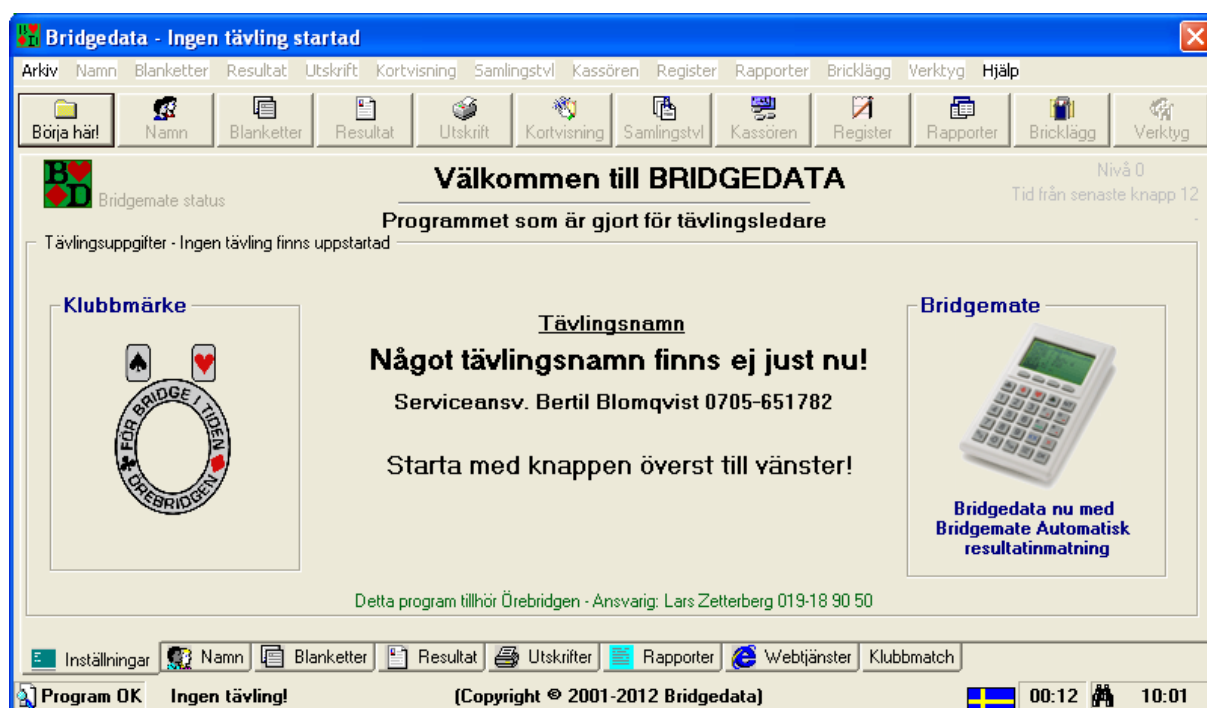 Bridgedata - Ingen tävling startad
Arkiv Namn Blanketter Resultat Utskrift Kortvisning Samlingstvl Kassören Register Rapporter Bricklägg Verktyg Hjälp
Börja här! Namn Blanketter Resultat Utskrift Kortvisning Samlingstvl Kassören Register Rapporter Bricklägg Verktyg
B D
Bridgemate status
Välkommen till BRIDGEDATA
Programmet som är gjort för tävlingsledare
Nivå 0
Tid från senaste knapp 12
-
Tävlingsuppgifter - Ingen tävling finns uppstartad
Klubbmärke
FÖR BRIDGE I TIDEN
ÖREBRIDGEN
Tävlingsnamn
Något tävlingsnamn finns ej just nu!
Serviceansv. Bertil Blomqvist 0705-651782
Starta med knappen överst till vänster!
Bridgemate
Bridgedata nu med
Bridgemate Automatisk
resultatinmatning
Detta program tillhör Örebridgen - Ansvarig: Lars Zetterberg 019-18 90 50
Inställningar Namn Blanketter Resultat Utskrifter Rapporter Webtjänster Klubbmatch
Program OK Ingen tävling! (Copyright © 2001-2012 Bridgedata) 00:12 10:01